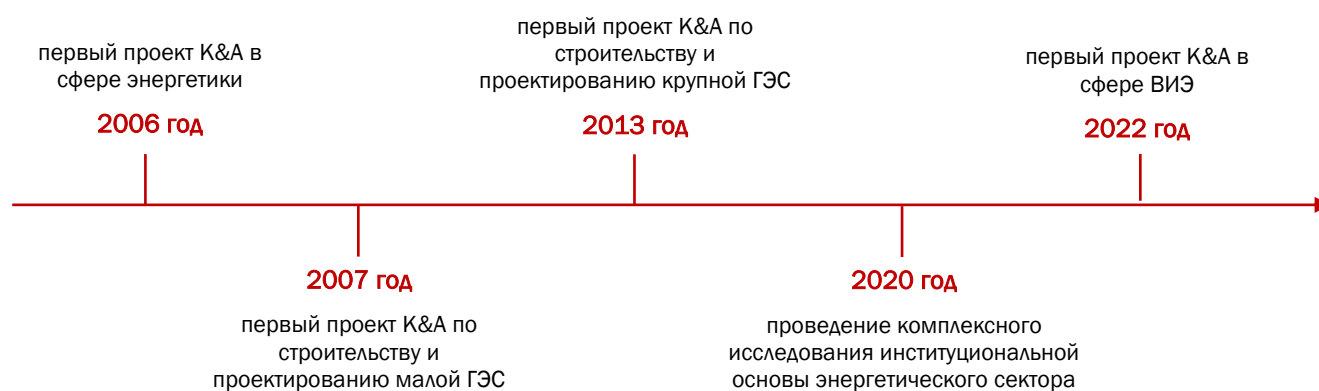 первый проект К&А в
сфере энергетики
2006 год
2007 год
первый проект К&А по
строительству и
проектированию малой ГЭС
первый проект К&А по
строительству и
проектированию крупной ГЭС
2013 год
2020 год
проведение комплексного
исследования институциональной
основы энергетического сектора
первый проект К&А в
сфере ВИЭ
2022 год